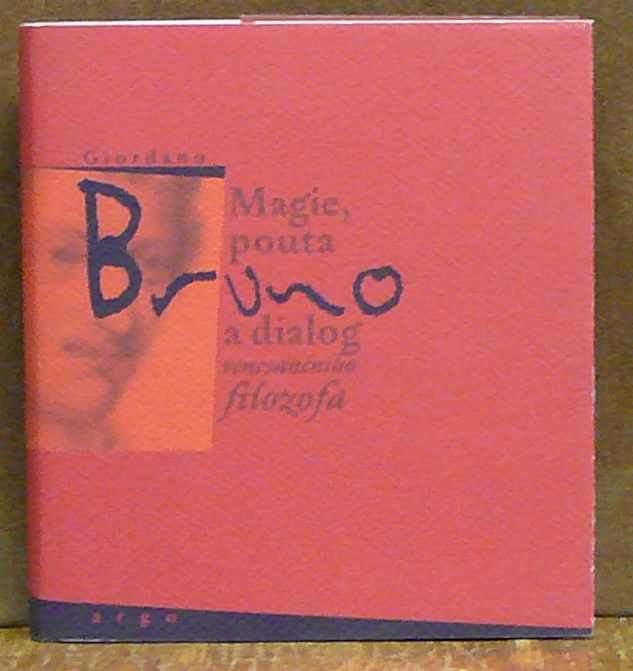 Giordano
Bruno
Magie,
pouta
a dialog
renesančního
filozofa
argo